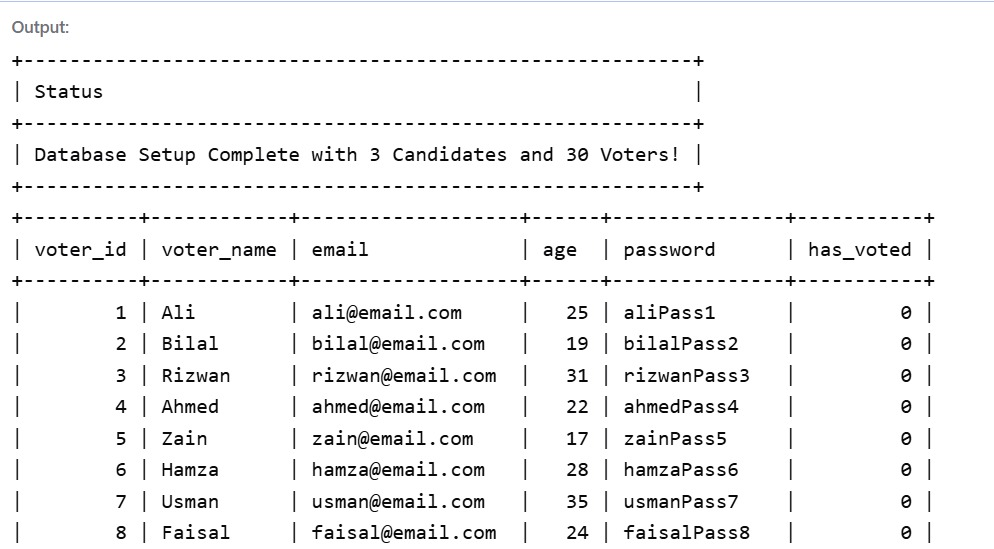 Output:
+----------------------------------------------------------+
| Status                                                   |
+----------------------------------------------------------+
| Database Setup Complete with 3 Candidates and 30 Voters! |
+----------------------------------------------------------+
+----------+------------+-------------------+------+---------------+-----------+
| voter_id | voter_name | email             | age  | password      | has_voted |
+----------+------------+-------------------+------+---------------+-----------+
|        1 | Ali        | ali@email.com     |   25 | aliPass1      |         0 |
|        2 | Bilal      | bilal@email.com   |   19 | bilalPass2    |         0 |
|        3 | Rizwan     | rizwan@email.com  |   31 | rizwanPass3   |         0 |
|        4 | Ahmed      | ahmed@email.com   |   22 | ahmedPass4    |         0 |
|        5 | Zain       | zain@email.com    |   17 | zainPass5     |         0 |
|        6 | Hamza      | hamza@email.com   |   28 | hamzaPass6    |         0 |
|        7 | Usman      | usman@email.com   |   35 | usmanPass7    |         0 |
|        8 | Faisal     | faisal@email.com  |   24 | faisalPass8   |         0 |